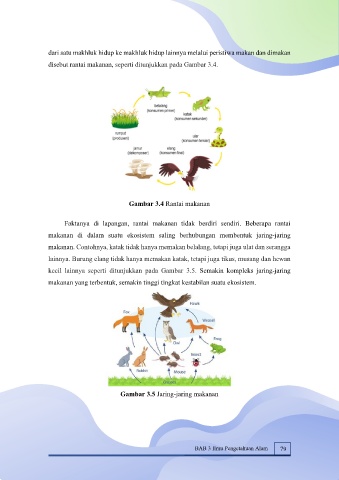 dari satu makhluk hidup ke makhluk hidup lainnya melalui peristiwa makan dan dimakan
disebut rantai makanan, seperti ditunjukkan pada Gambar 3.4.
belalang
(konsumen primer)
katak
(konsumen sekunder)
rumput
(produsen)
ular
(konsumen tersier)
jamur
(dekomposer)
elang
(konsumen final)
Gambar 3.4 Rantai makanan
Faktanya di lapangan, rantai makanan tidak berdiri sendiri. Beberapa rantai
makanan di dalam suatu ekosistem saling berhubungan membentuk jaring-jaring
makanan. Contohnya, katak tidak hanya memakan belalang, tetapi juga ulat dan serangga
lainnya. Burung elang tidak hanya memakan katak, tetapi juga tikus, musang dan hewan
kecil lainnya seperti ditunjukkan pada Gambar 3.5. Semakin kompleks jaring-jaring
makanan yang terbentuk, semakin tinggi tingkat kestabilan suatu ekosistem.
Hawk
Fox
Weasel
Owl
Frog
Insect
Rabbit
Mouse
Gambar 3.5 Jaring-jaring makanan
BAB 3 Ilmu Pengetahuan Alam 79